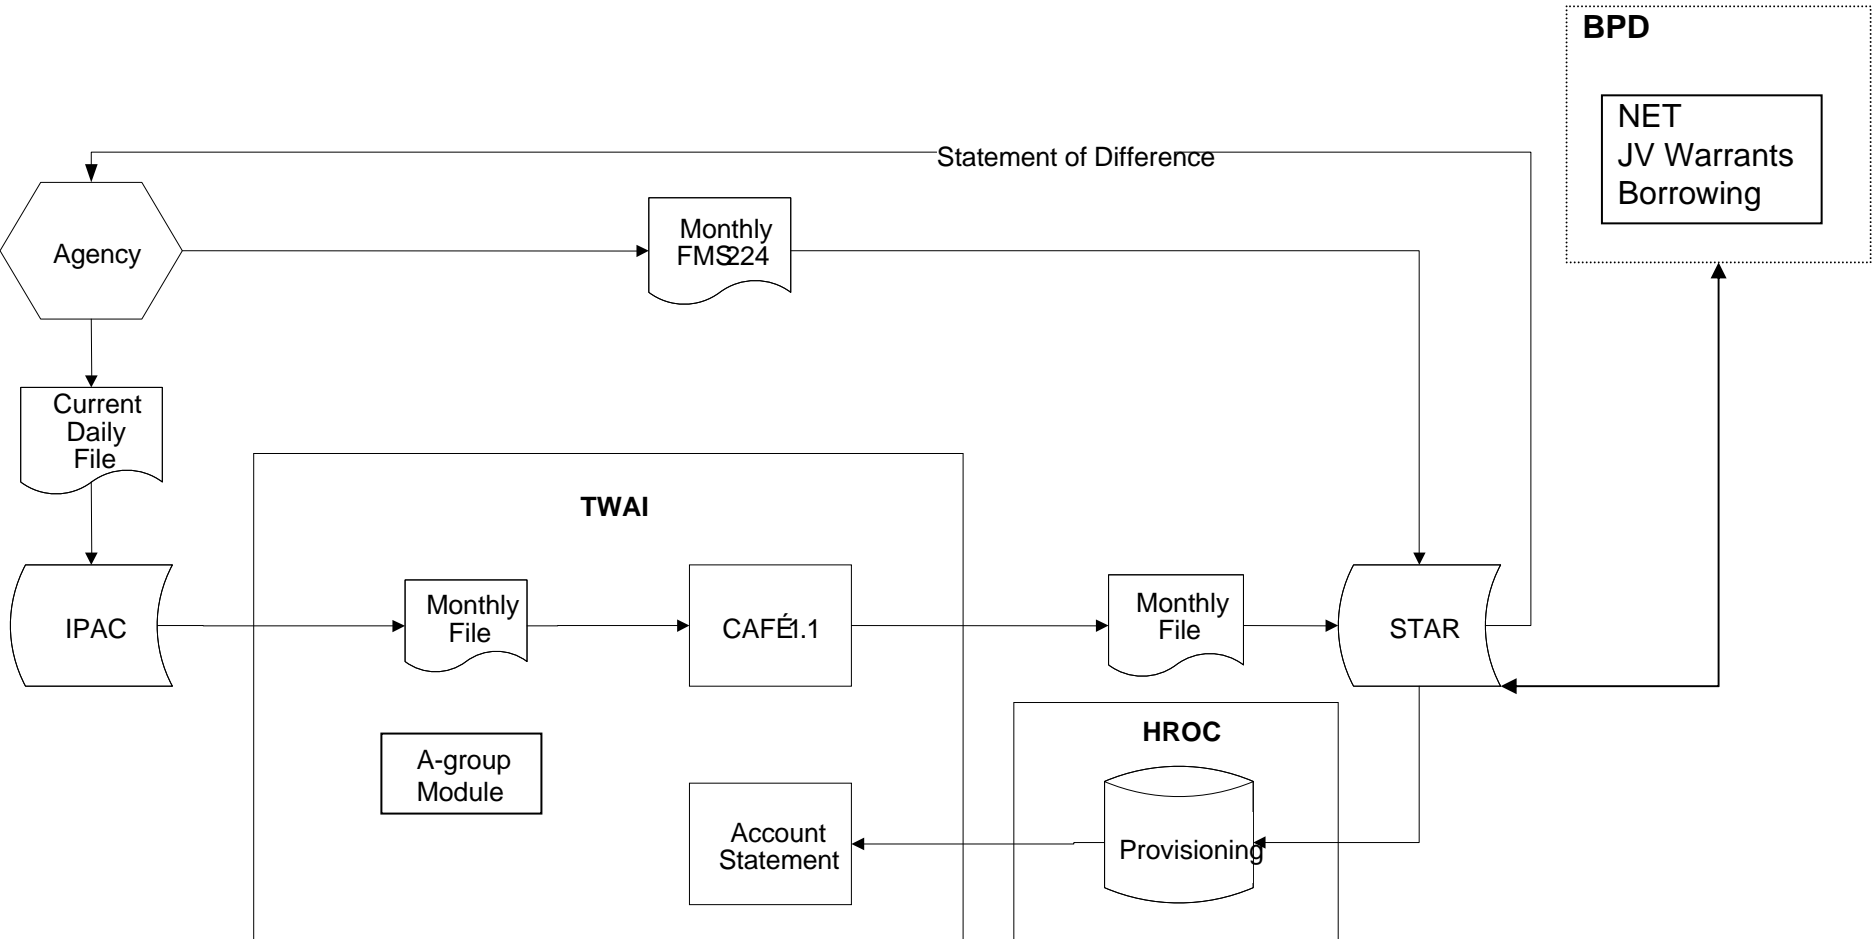 BPD
NET
JV Warrants
Borrowing
Statement of Difference
Agency
Monthly
FMS224
Current
Daily
File
TWAI
IPAC
Monthly
File
CAFÉ1.1
Monthly
File
STAR
HROC
A-group
Module
Account
Statement
Provisioning